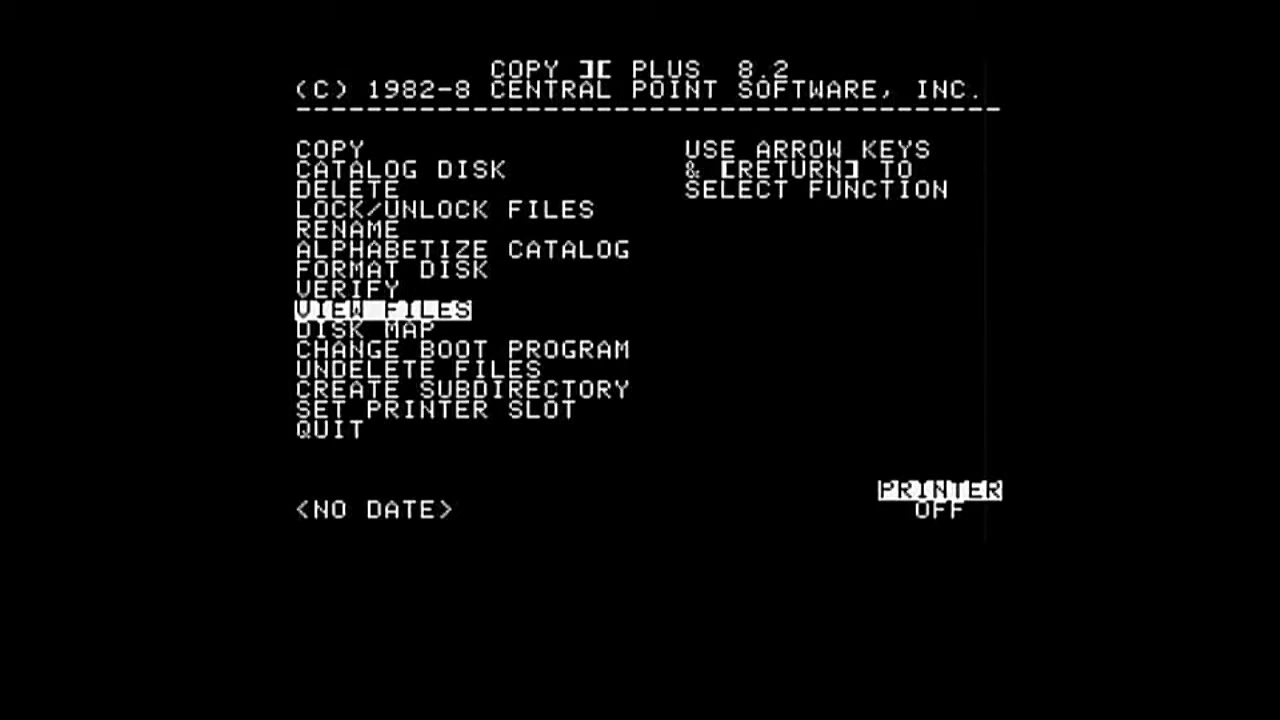 COPY ][ PLUS 8.2
(C) 1982-8 CENTRAL POINT SOFTWARE, INC.
----------------------------------------
COPY
CATALOG DISK
DELETE
LOCK/UNLOCK FILES
RENAME
ALPHABETIZE CATALOG
FORMAT DISK
VERIFY
VIEW FILES
DISK MAP
CHANGE BOOT PROGRAM
UNDELETE FILES
CREATE SUBDIRECTORY
SET PRINTER SLOT
QUIT
USE ARROW KEYS
& [RETURN] TO
SELECT FUNCTION
<NO DATE>
PRINTER
OFF